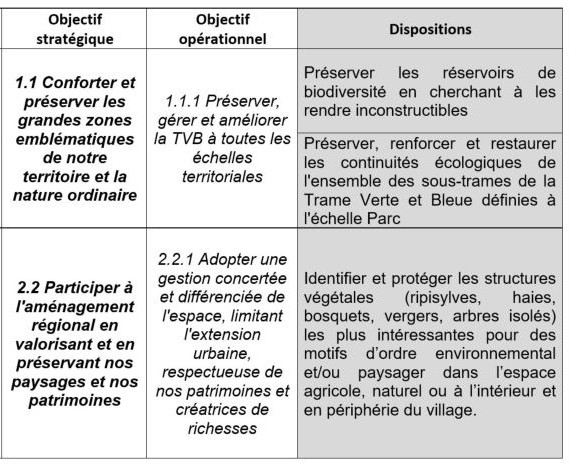 Objectif
stratégique
Objectif
opérationnel
Dispositions
1.1 Conforter et
préserver les
grandes zones
emblématiques
de notre
territoire et la
nature ordinaire
1.1.1 Préserver,
gérer et améliorer
la TVB à toutes les
échelles
territoriales
Préserver les réservoirs de
biodiversité en cherchant à les
rendre inconstructibles
Préserver, renforcer et restaurer
les continuités écologiques de
l'ensemble des sous-trames de la
Trame Verte et Bleue définies à
l'échelle Parc
2.2 Participer à
l'aménagement
régional en
valorisant et en
préservant nos
paysages et nos
patrimoines
2.2.1 Adopter une
gestion concertée
et différenciée de
l'espace, limitant
l'extension
urbaine,
respectueuse de
nos patrimoines et
créatrices de
richesses
Identifier et protéger les structures
végétales (ripisylves, haies,
bosquets, vergers, arbres isolés)
les plus intéressantes pour des
motifs d’ordre environnemental
et/ou paysager dans l’espace
agricole, naturel ou à l’intérieur et
en périphérie du village.